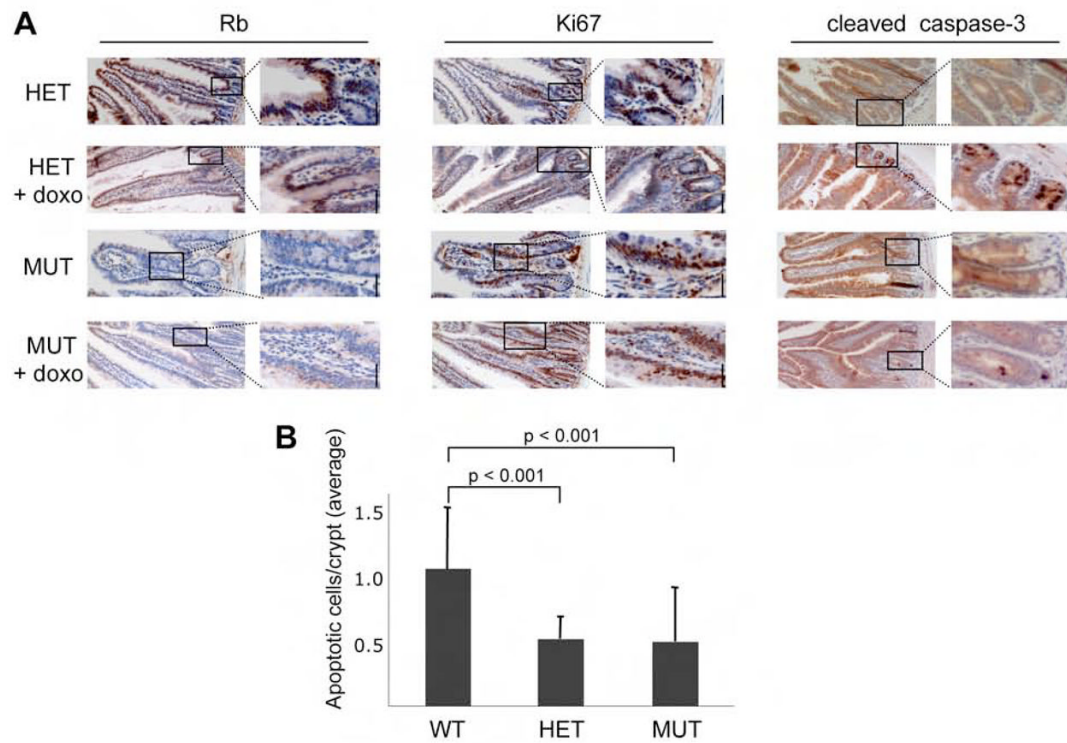 A
Rb
Ki67
cleaved caspase-3
HET
HET
+ doxo
MUT
MUT
+ doxo
B
p < 0.001
p < 0.001
Apoptotic cells/crypt (average)
1.5
1.0
0.5
WT
HET
MUT